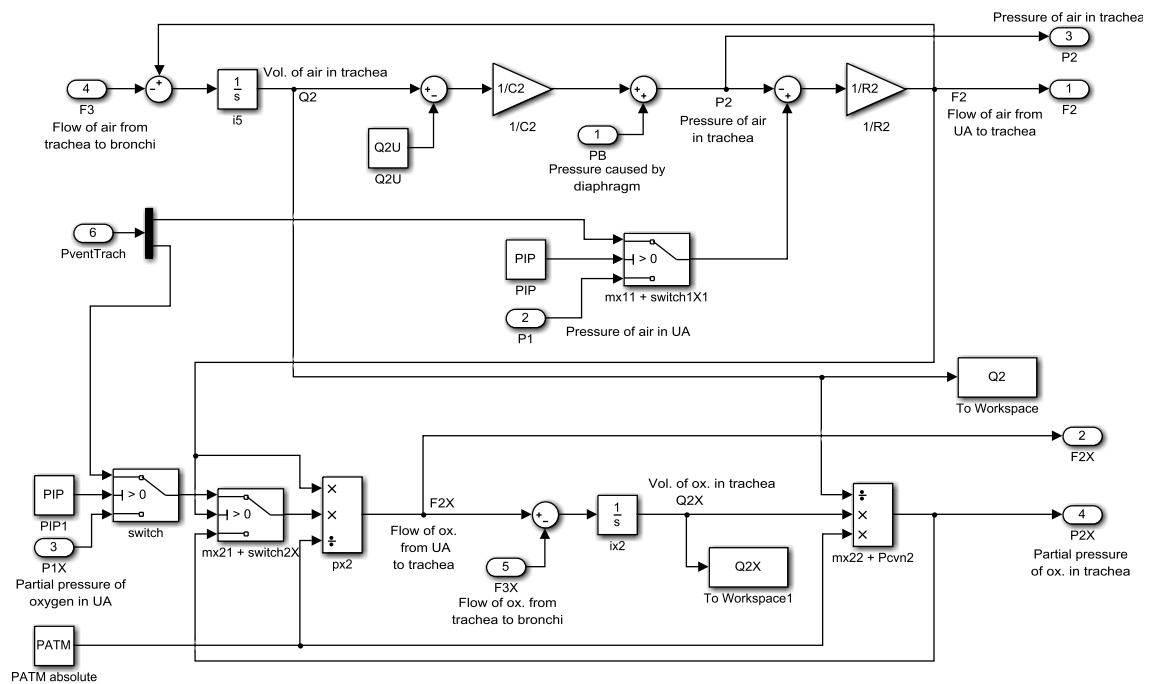 Pressure of air in trachea
3
P2
4
F3
Flow of air from
trachea to bronchi
- +
1
s
i5
Vol. of air in trachea
Q2
+ -
Q2U
Q2U
1/C2
1/C2
+ +
1
PB
Pressure caused by
diaphragm
P2
Pressure of air
in trachea
- +
1/R2
1/R2
F2
Flow of air from
UA to trachea
1
F2
6
PventTrach
PIP
PIP
> 0
mx11 + switch1X1
2
P1
Pressure of air in UA
Q2
To Workspace
2
F2X
PIP
PIP1
> 0
switch
3
P1X
Partial pressure of
oxygen in UA
> 0
mx21 + switch2X
×
×
÷
px2
F2X
Flow of ox.
from UA
to trachea
+ -
5
F3X
Flow of ox. from
trachea to bronchi
1
s
ix2
Vol. of ox. in trachea
Q2X
Q2X
To Workspace1
÷
×
×
mx22 + Pcvn2
4
P2X
Partial pressure
of ox. in trachea
PATM
PATM absolute